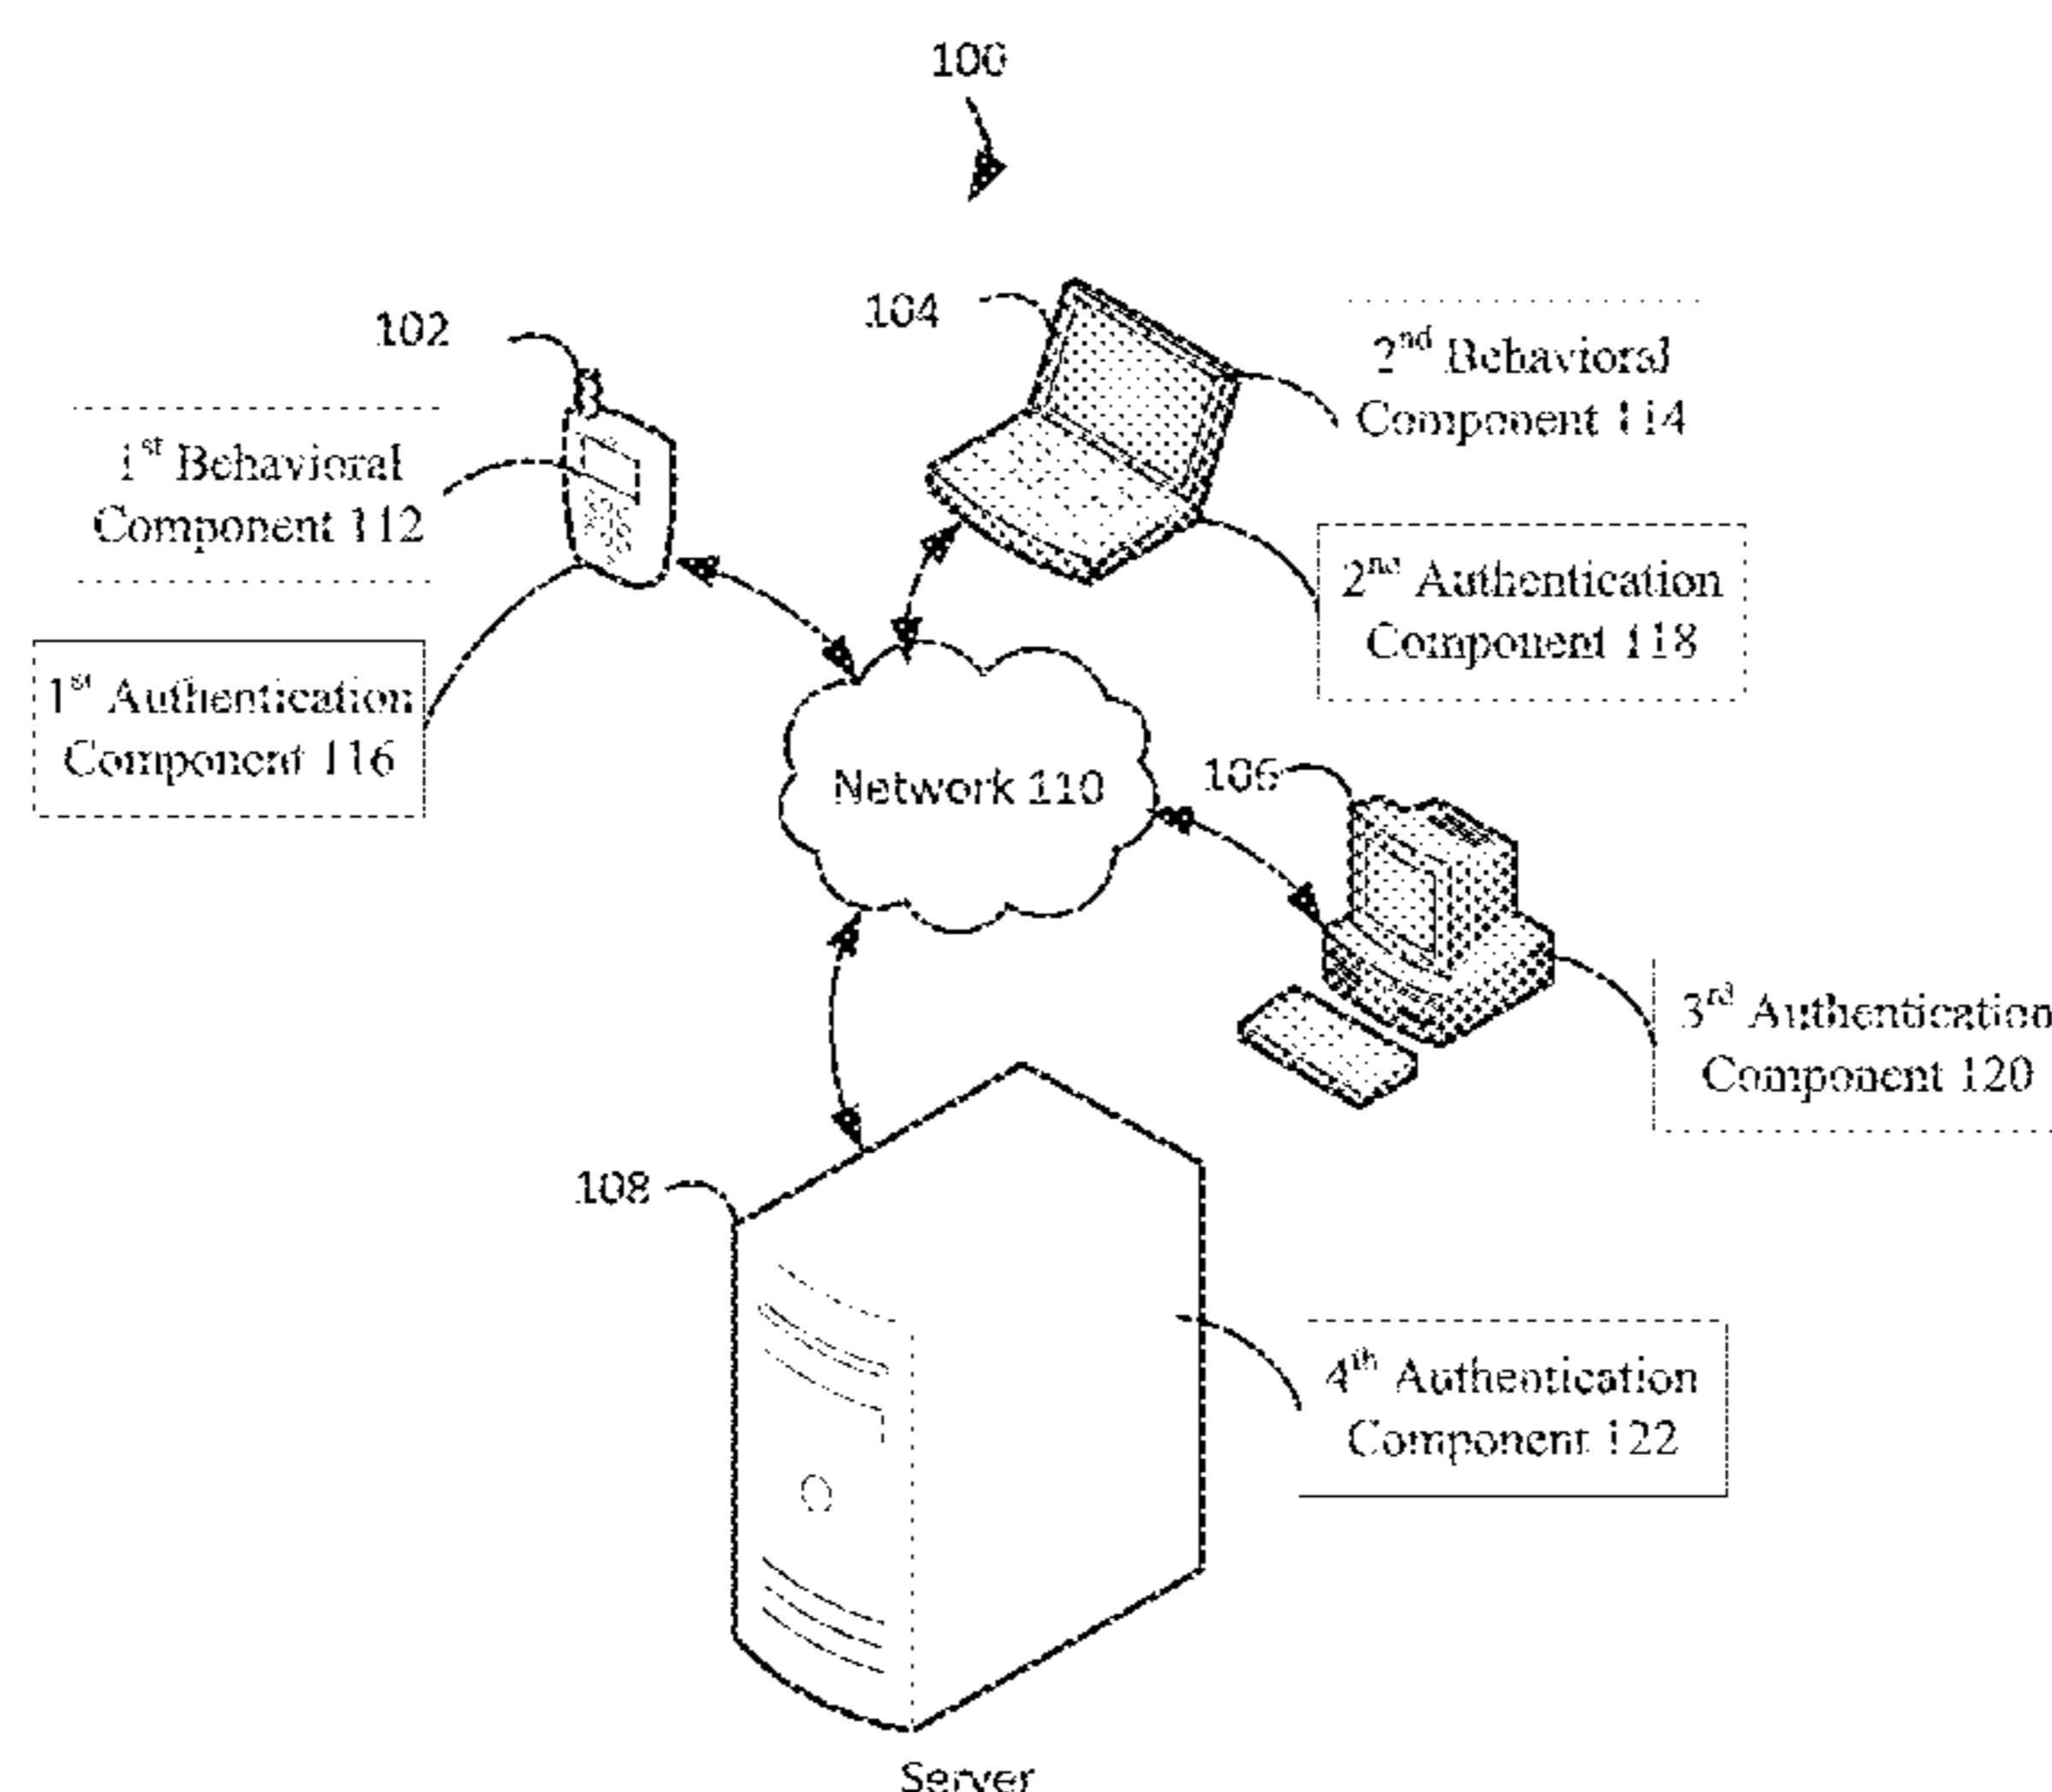 100
102
104
2nd Behavioral
Component 114
1st Behavioral
Component 112
2nd Authentication
Component 118
1st Authentication
Component 116
Network 110
106
3rd Authentication
Component 120
108
4th Authentication
Component 122
Server